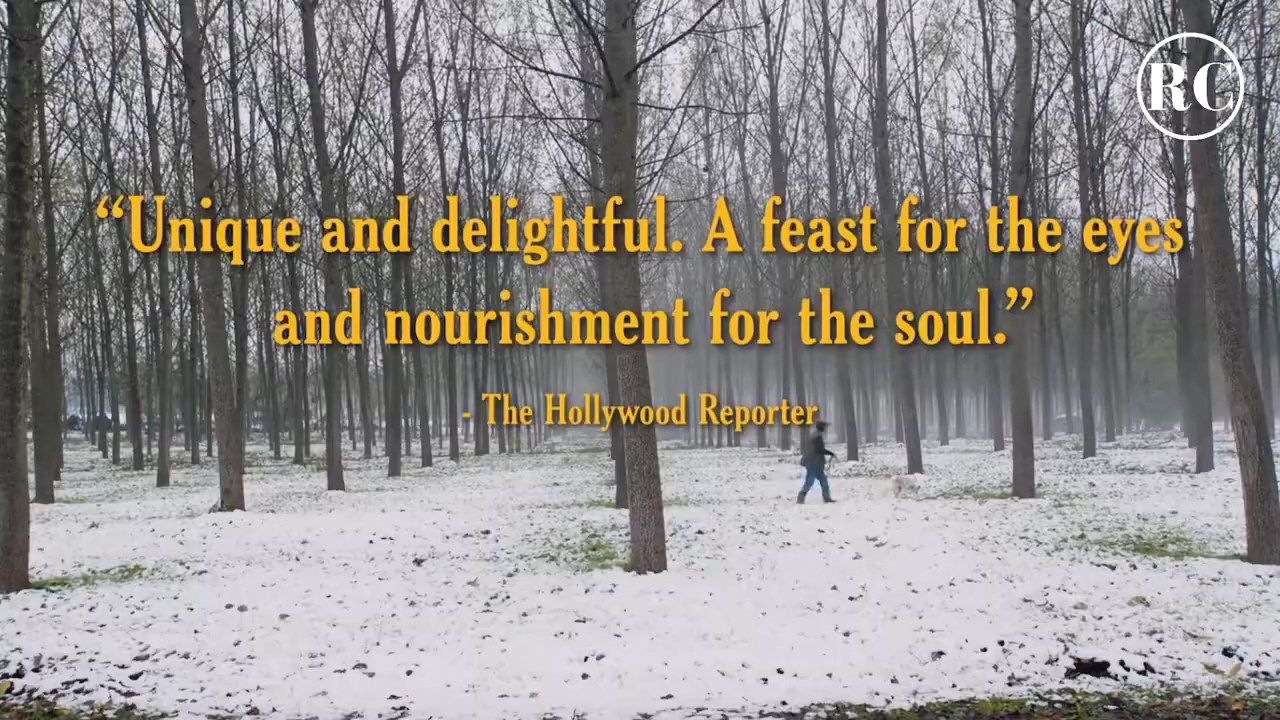 RC
“Unique and delightful. A feast for the eyes
and nourishment for the soul.”
- The Hollywood Reporter